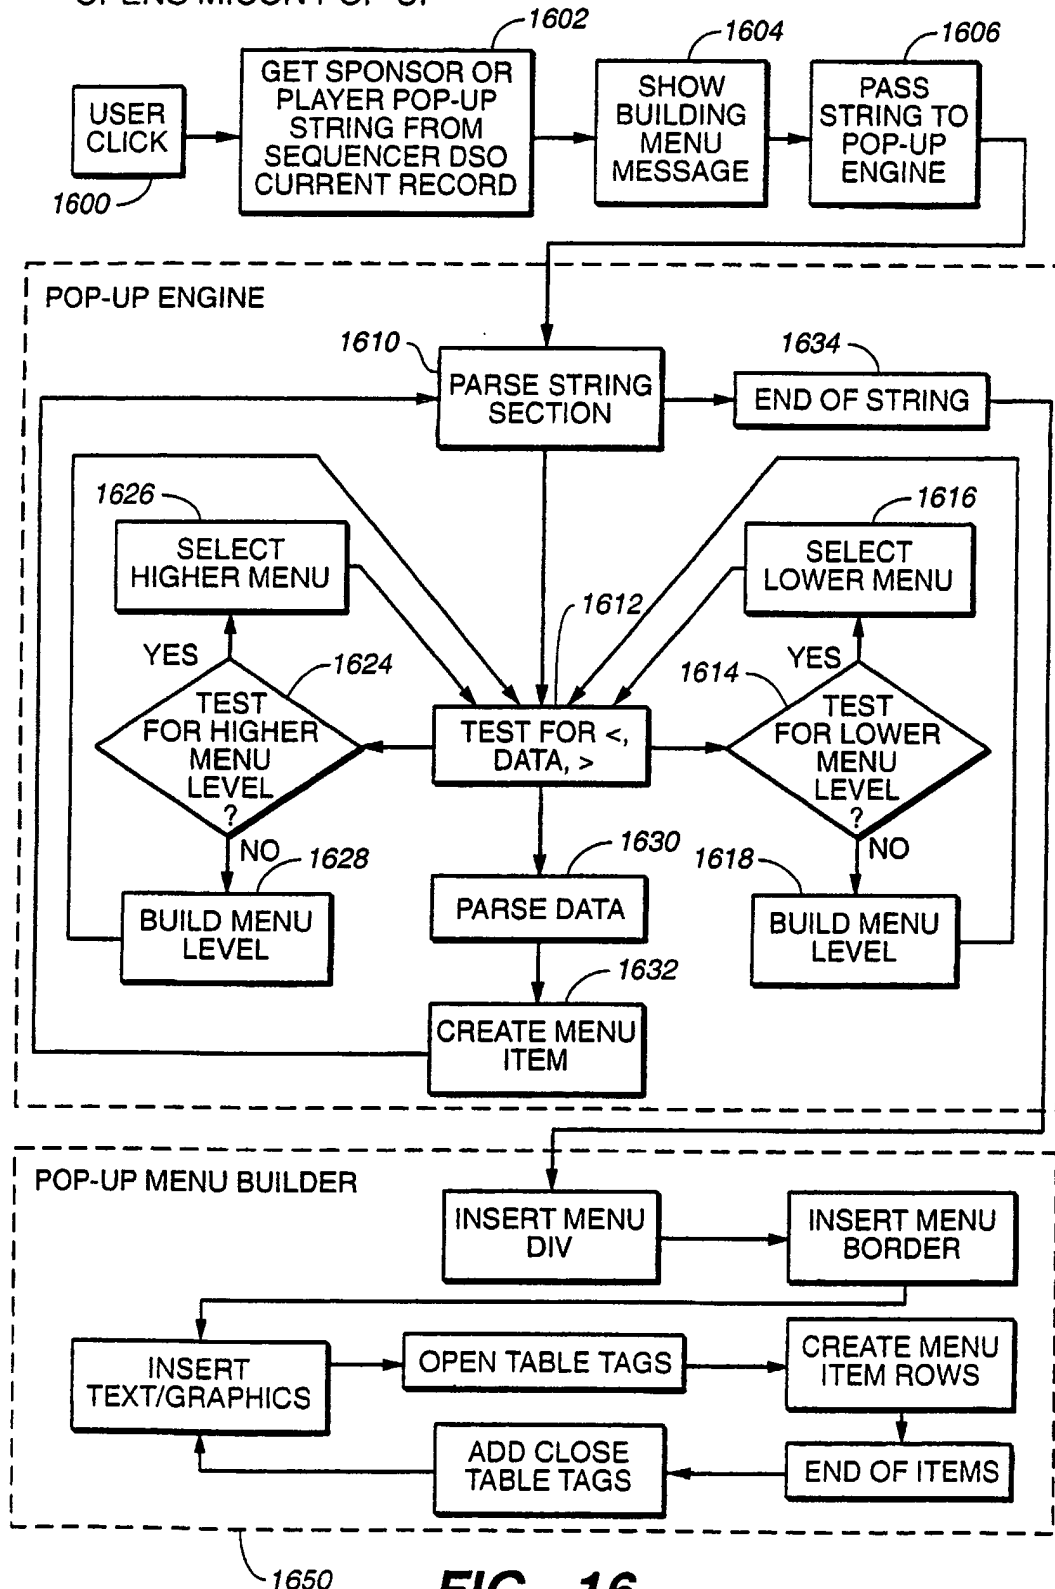 1602
1604
1606
USER
CLICK
1600
GET SPONSOR OR
PLAYER POP-UP
STRING FROM
SEQUENCER DSO
CURRENT RECORD
SHOW
BUILDING
MENU
MESSAGE
PASS
STRING TO
POP-UP
ENGINE
POP-UP ENGINE
1610
PARSE STRING
SECTION
1634
END OF STRING
1626
SELECT
HIGHER MENU
1616
SELECT
LOWER MENU
1612
YES
1624
TEST
FOR HIGHER
MENU
LEVEL
?
NO
TEST FOR <,
DATA, >
YES
1614
TEST
FOR LOWER
MENU
LEVEL
?
NO
1628
BUILD MENU
LEVEL
1630
PARSE DATA
1618
BUILD MENU
LEVEL
1632
CREATE MENU
ITEM
POP-UP MENU BUILDER
INSERT MENU
DIV
INSERT MENU
BORDER
INSERT
TEXT/GRAPHICS
OPEN TABLE TAGS
CREATE MENU
ITEM ROWS
ADD CLOSE
TABLE TAGS
END OF ITEMS
1650
FIG._16